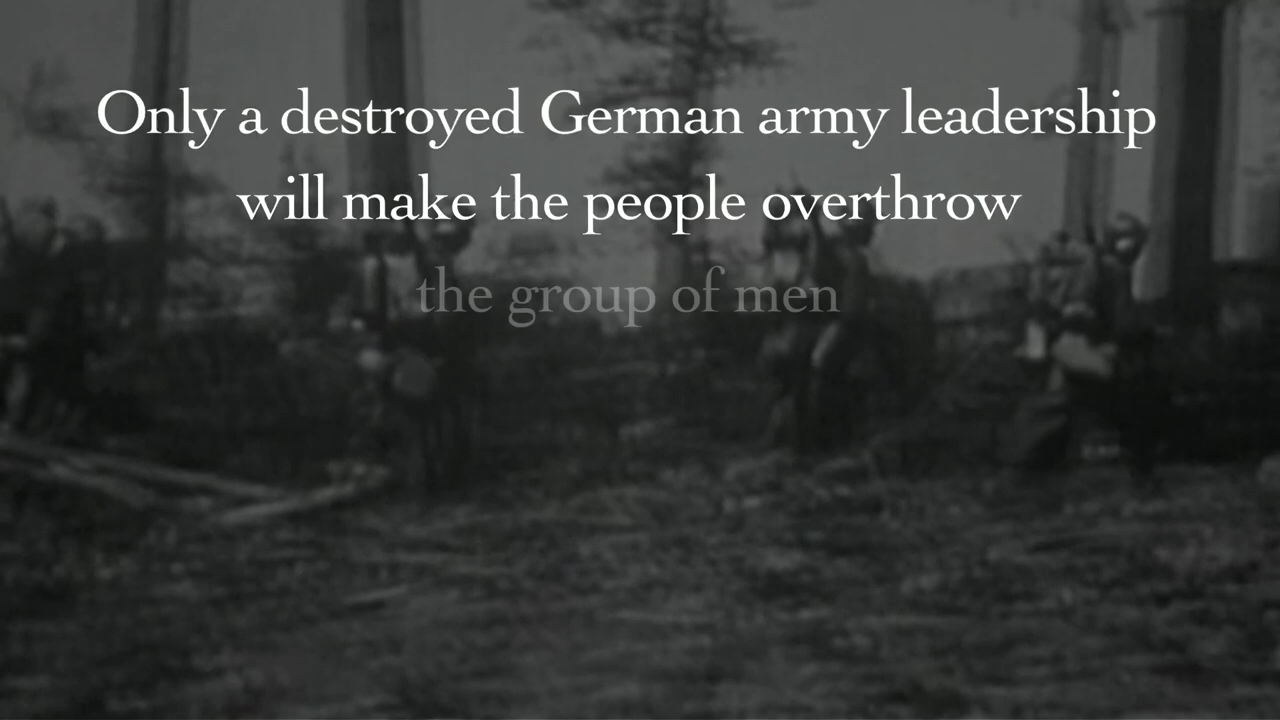 Only a destroyed German army leadership
will make the people overthrow
the group of men